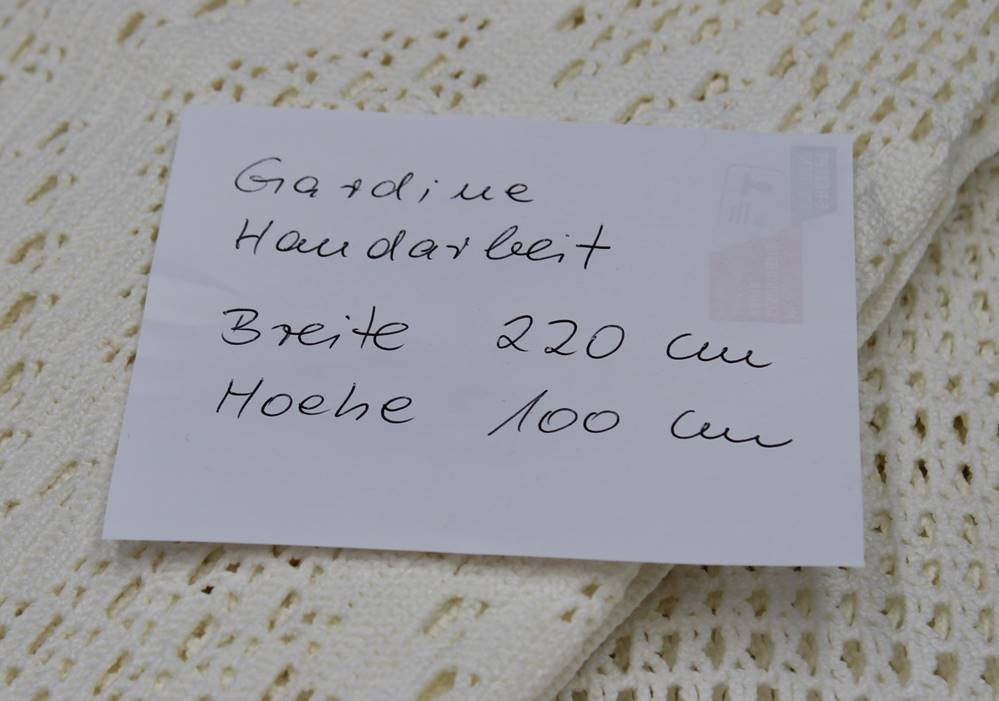 Gardine
Handarbeit
Breite 220 cm
Hoehe 100 cm